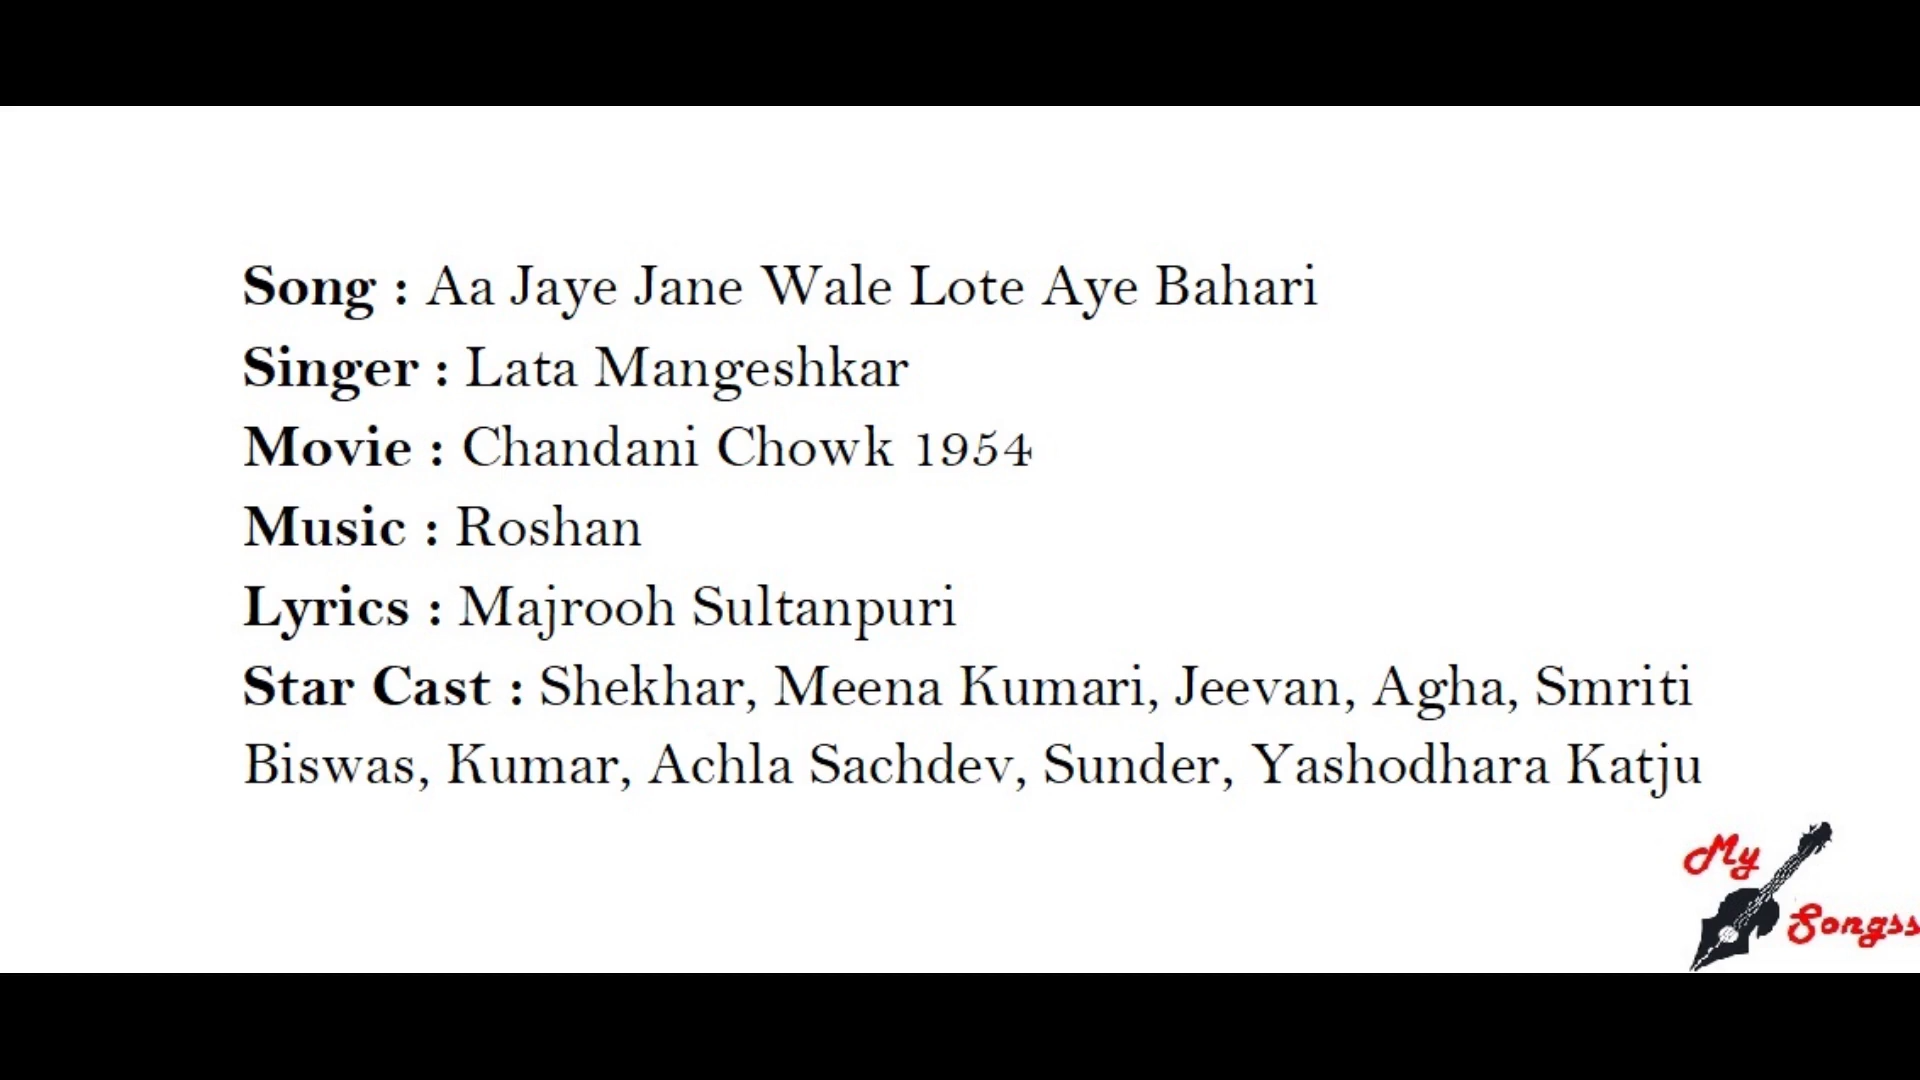 Song : Aa Jaye Jane Wale Lote Aye Bahari
Singer : Lata Mangeshkar
Movie : Chandani Chowk 1954
Music : Roshan
Lyrics : Majrooh Sultanpuri
Star Cast : Shekhar, Meena Kumari, Jeevan, Agha, Smriti
Biswas, Kumar, Achla Sachdev, Sunder, Yashodhara Katju
My
Songss